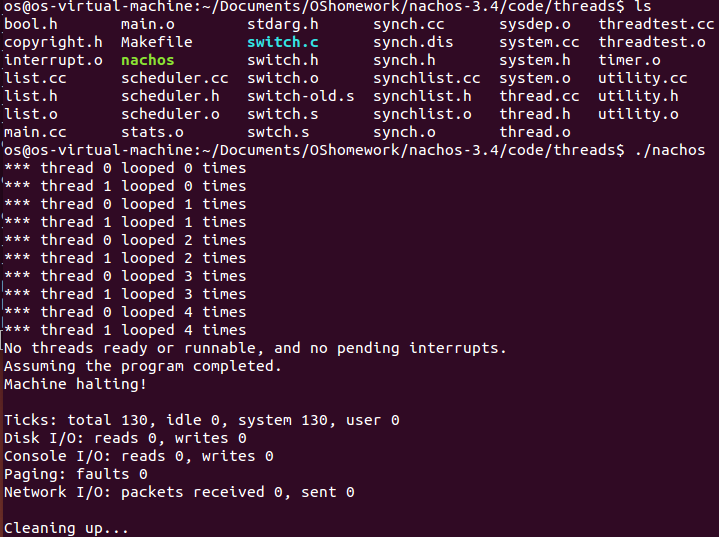 os@os-virtual-machine:~/Documents/OShomework/nachos-3.4/code/threads$ ls
bool.h       main.o        stdarg.h      synch.cc      sysdep.o   threadtest.cc
copyright.h  Makefile      switch.c      synch.dis     system.cc  threadtest.o
interrupt.o  nachos        switch.h      synch.h       system.h   timer.o
list.cc      scheduler.cc  switch.o      synchlist.cc  system.o   utility.cc
list.h       scheduler.h   switch-old.s  synchlist.h   thread.cc  utility.h
list.o       scheduler.o   switch.s      synchlist.o   thread.h   utility.o
main.cc      stats.o       swtch.s       synch.o       thread.o
os@os-virtual-machine:~/Documents/OShomework/nachos-3.4/code/threads$ ./nachos
*** thread 0 looped 0 times
*** thread 1 looped 0 times
*** thread 0 looped 1 times
*** thread 1 looped 1 times
*** thread 0 looped 2 times
*** thread 1 looped 2 times
*** thread 0 looped 3 times
*** thread 1 looped 3 times
*** thread 0 looped 4 times
*** thread 1 looped 4 times
No threads ready or runnable, and no pending interrupts.
Assuming the program completed.
Machine halting!

Ticks: total 130, idle 0, system 130, user 0
Disk I/O: reads 0, writes 0
Console I/O: reads 0, writes 0
Paging: faults 0
Network I/O: packets received 0, sent 0

Cleaning up...